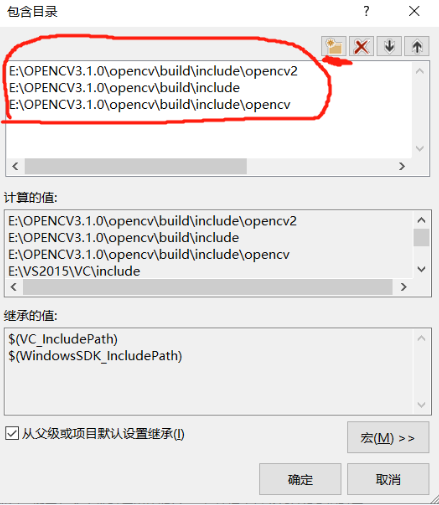 包含目录
?
E:\OPENCV3.1.0\opencv\build\include\opencv2
E:\OPENCV3.1.0\opencv\build\include
E:\OPENCV3.1.0\opencv\build\include\opencv
计算的值:
E:\OPENCV3.1.0\opencv\build\include\opencv2
E:\OPENCV3.1.0\opencv\build\include
E:\OPENCV3.1.0\opencv\build\include\opencv
E:\VS2015\VC\include
继承的值:
$(VC_IncludePath)
$(WindowsSDK_IncludePath)
从父级或项目默认设置继承(I)
宏(M) >>
确定
取消